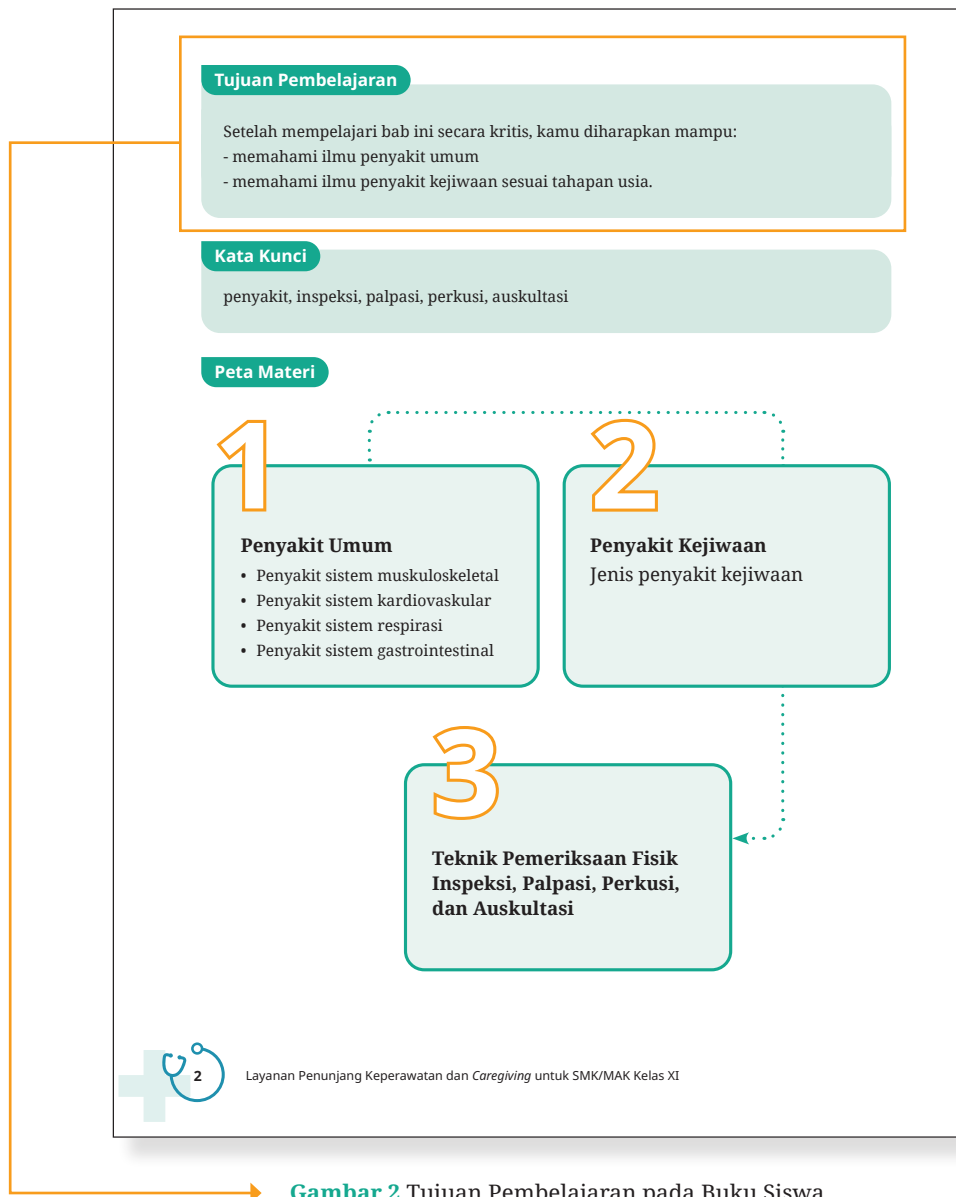 Tujuan Pembelajaran
Setelah mempelajari bab ini secara kritis, kamu diharapkan mampu:
- memahami ilmu penyakit umum
- memahami ilmu penyakit kejiwaan sesuai tahapan usia.
Kata Kunci
penyakit, inspeksi, palpasi, perkusi, auskultasi
Peta Materi
1
Penyakit Umum
• Penyakit sistem muskuloskeletal
• Penyakit sistem kardiovaskular
• Penyakit sistem respirasi
• Penyakit sistem gastrointestinal
2
Penyakit Kejiwaan
Jenis penyakit kejiwaan
3
Teknik Pemeriksaan Fisik
Inspeksi, Palpasi, Perkusi,
dan Auskultasi
2
Layanan Penunjang Keperawatan dan Caregiving untuk SMK/MAK Kelas XI
Gambar 2 Tujuan Pembelajaran pada Buku Siswa